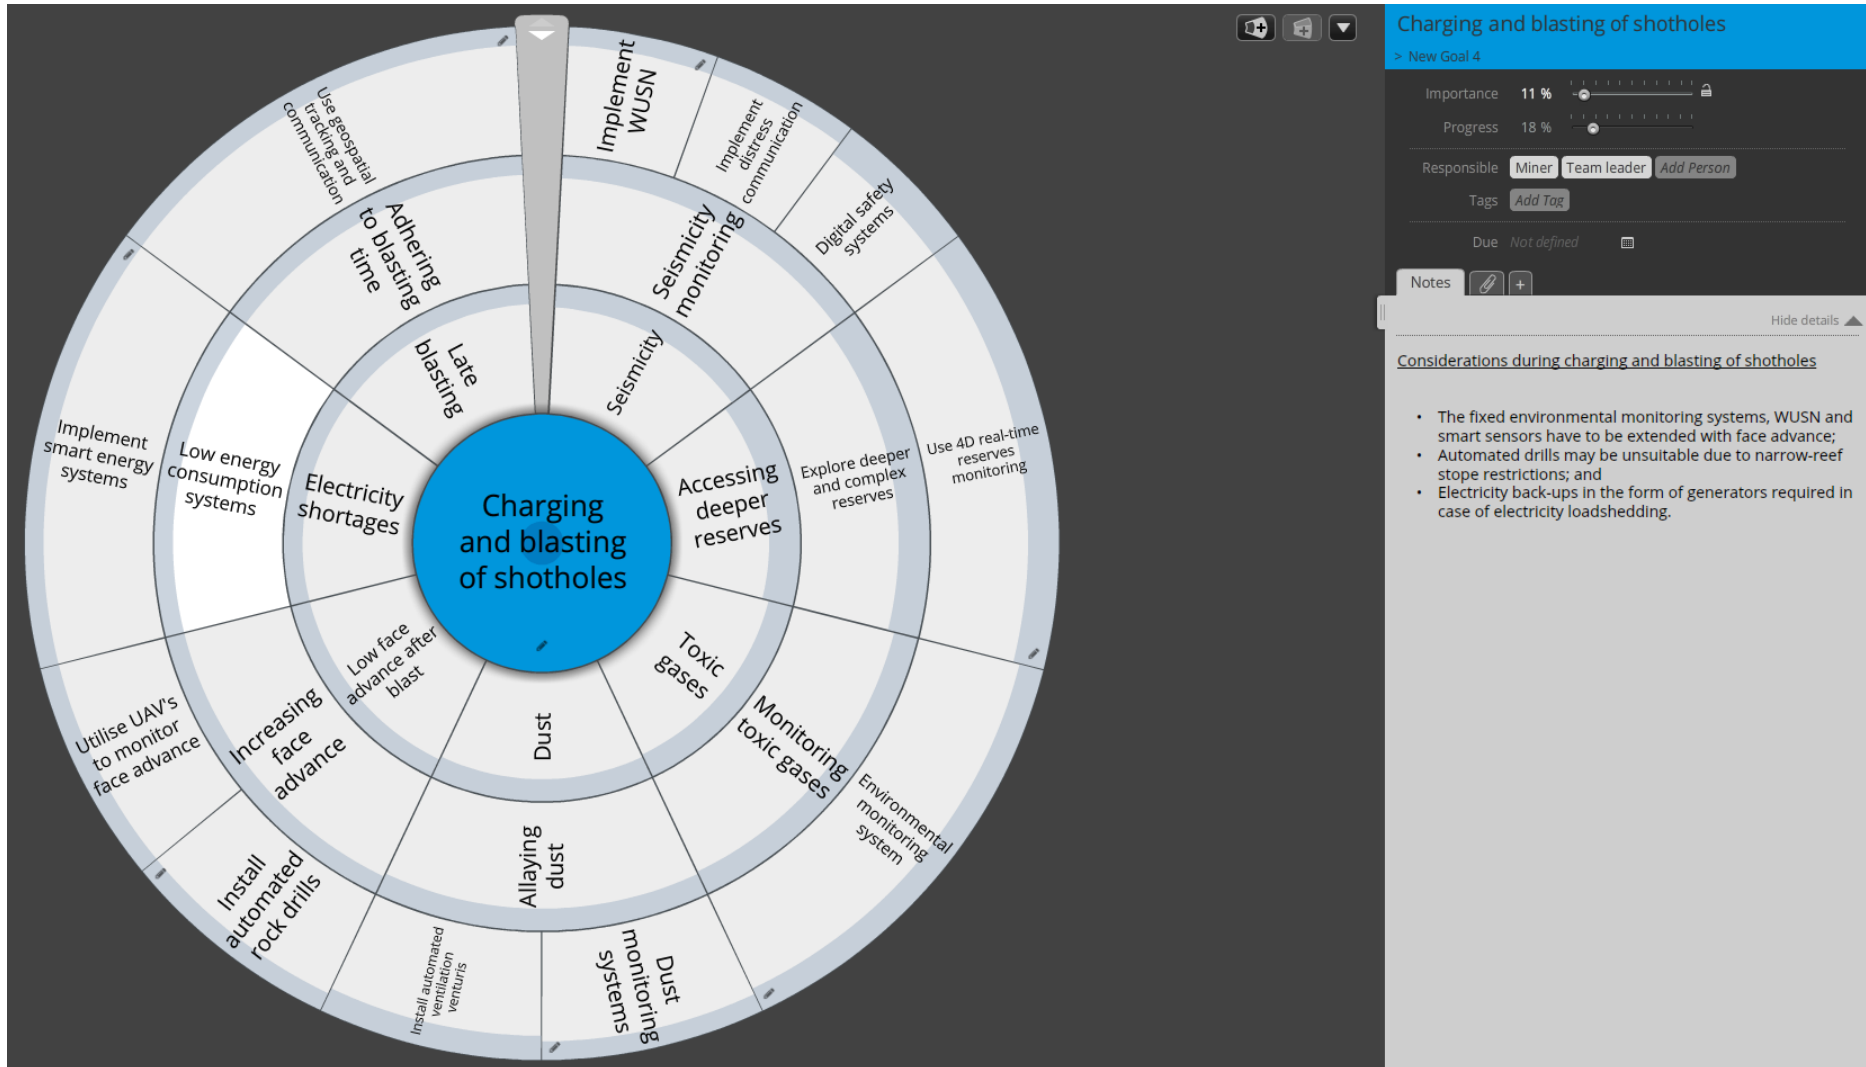 Implement
WUSN
Implement
distress
communication
Digital safety
systems
Use 4D real-time
reserves
monitoring
Environmental
monitoring
system
Dust
monitoring
systems
Install automated
ventilation
venturis
Install
automated
rock drills
Utilise UAV's
to monitor
face advance
Implement
smart energy
systems
Use geospatial
tracking and
communication
Seismicity
monitoring
Explore deeper
and complex
reserves
Monitoring
toxic gases
Allaying
dust
Increasing
face
advance
Low energy
consumption
systems
Adhering
to blasting
time
Seismicity
Accessing
deeper
reserves
Toxic
gases
Dust
Low face
advance after
blast
Electricity
shortages
Late
blasting
Charging
and blasting
of shotholes
Charging and blasting of shotholes
> New Goal 4
Importance 11 %
Progress 18 %
Responsible Miner Team leader Add Person
Tags Add Tag
Due Not defined
Notes +
Hide details
Considerations during charging and blasting of shotholes
• The fixed environmental monitoring systems, WUSN and
smart sensors have to be extended with face advance;
• Automated drills may be unsuitable due to narrow-reef
stope restrictions; and
• Electricity back-ups in the form of generators required in
case of electricity loadshedding.